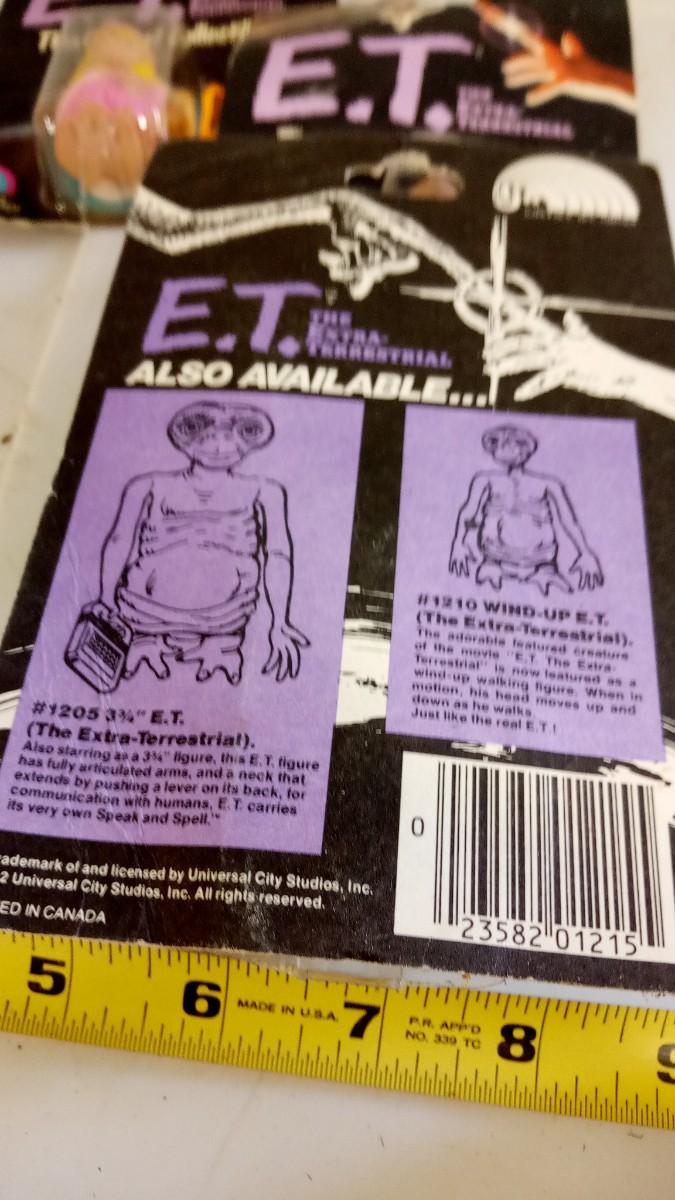 E.T.
THE
EXTRA-
TERRESTRIAL
E.T.
THE
EXTRA-
TERRESTRIAL
ALSO AVAILABLE...
#1205 3¾" E.T.
(The Extra-Terrestrial).
Also starring as a 3¾" figure, this E.T. figure
has fully articulated arms, and a neck that
extends by pushing a lever on its back, for
communication with humans, E.T. carries
its very own Speak and Spell.™
#1210 WIND-UP E.T.
(The Extra-Terrestrial).
The adorable featured creature
of the movie "E.T. The Extra-
Terrestrial" is now featured as a
wind-up walking figure. When in
motion, his head moves up and
down as he walks.
Just like the real E.T.!
rademark of and licensed by Universal City Studios, Inc.
2 Universal City Studios, Inc. All rights reserved.
ED IN CANADA
0
23582 01215
5 6 MADE IN U.S.A. 7 P.R. APP'D 8 9
NO. 339 TC